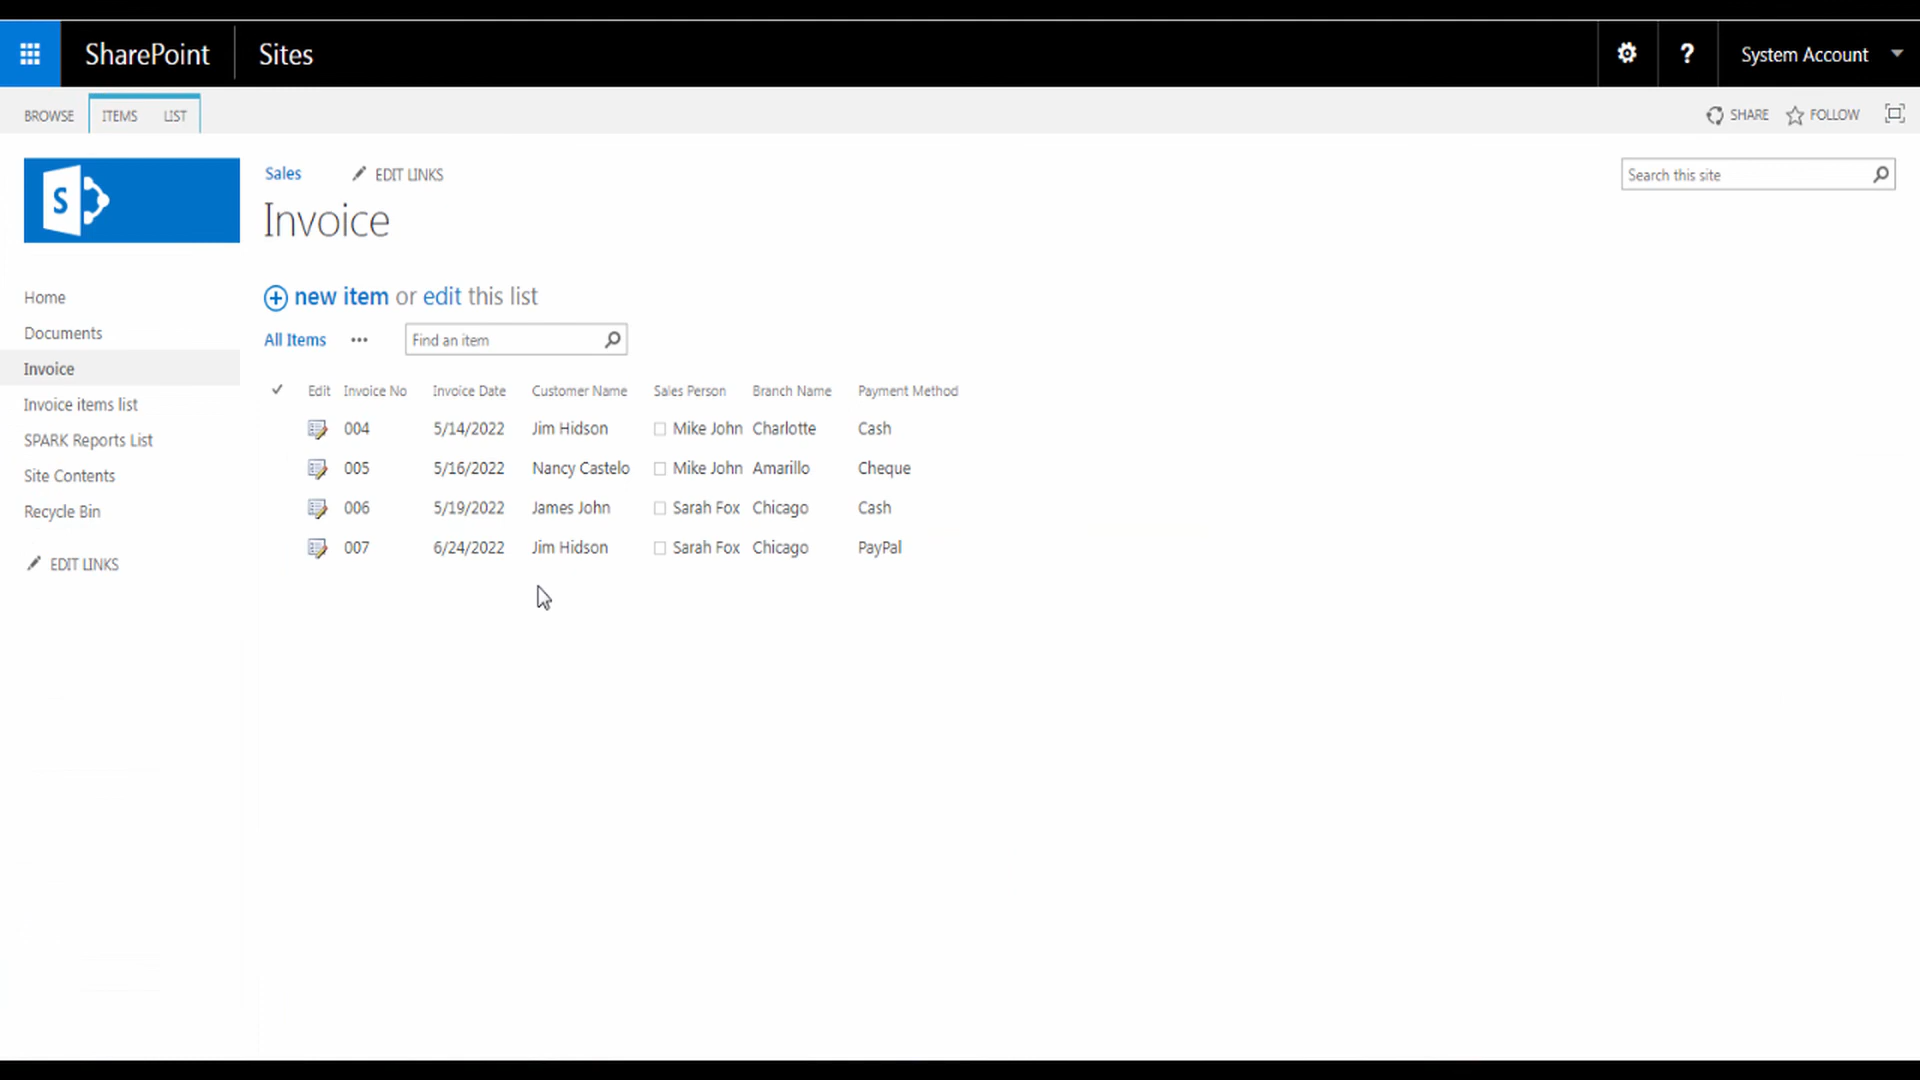 SharePoint Sites ? System Account
BROWSE ITEMS LIST SHARE FOLLOW
S
Sales EDIT LINKS Search this site
Invoice
Home
Documents
Invoice
Invoice items list
SPARK Reports List
Site Contents
Recycle Bin
EDIT LINKS
new item or edit this list
All Items ••• Find an item
Edit Invoice No Invoice Date Customer Name Sales Person Branch Name Payment Method
004 5/14/2022 Jim Hidson Mike John Charlotte Cash
005 5/16/2022 Nancy Castelo Mike John Amarillo Cheque
006 5/19/2022 James John Sarah Fox Chicago Cash
007 6/24/2022 Jim Hidson Sarah Fox Chicago PayPal